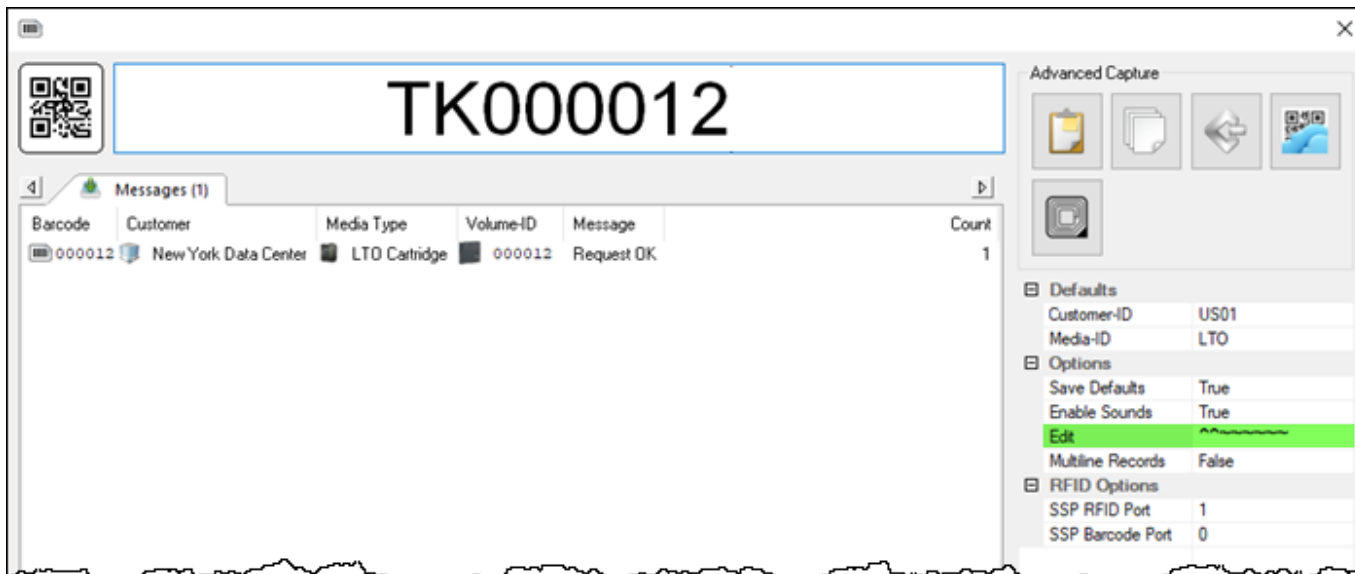 TK000012
Messages (1)
Barcode Customer Media Type Volume-ID Message Count
000012 New York Data Center LTO Cartridge 000012 Request OK 1
Advanced Capture
Defaults
Customer-ID US01
Media-ID LTO
Options
Save Defaults True
Enable Sounds True
Edit ^^~~~~~~
Multiline Records False
RFID Options
SSP RFID Port 1
SSP Barcode Port 0